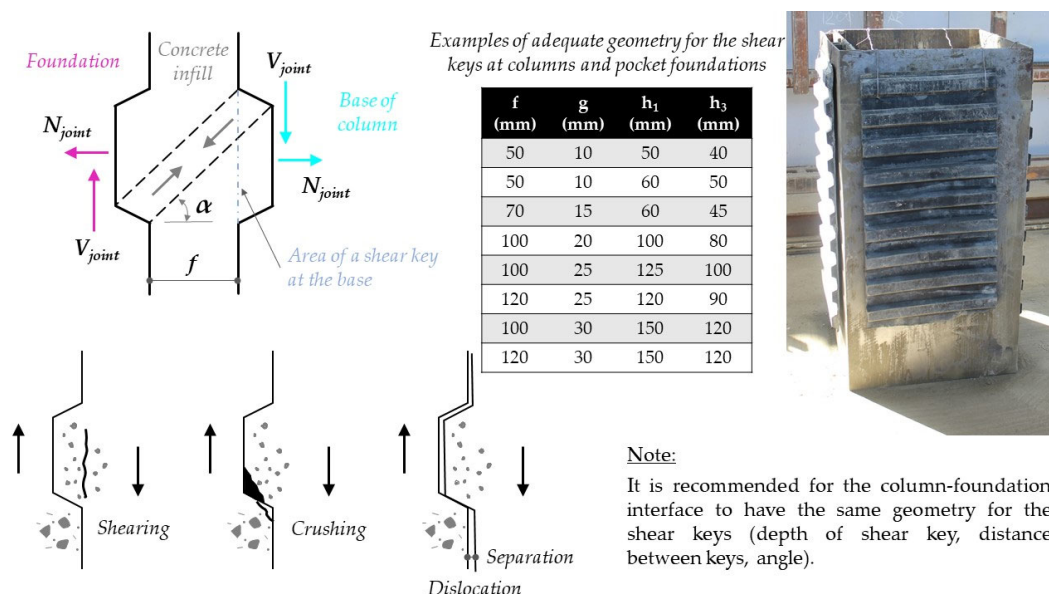 Foundation
Concrete
infill
V_joint
Base of
column
N_joint
N_joint
α
V_joint
f
Area of a shear key
at the base
Examples of adequate geometry for the shear
keys at columns and pocket foundations
f g h₁ h₃
(mm) (mm) (mm) (mm)
50 10 50 40
50 10 60 50
70 15 60 45
100 20 100 80
100 25 125 100
120 25 120 90
100 30 150 120
120 30 150 120
Shearing
Crushing
Separation
Dislocation
Note:
It is recommended for the column-foundation
interface to have the same geometry for the
shear keys (depth of shear key, distance
between keys, angle).